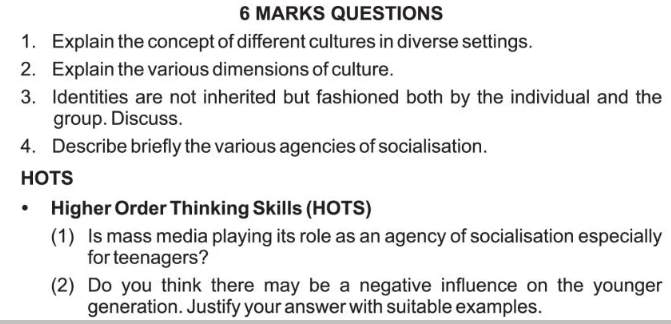 6 MARKS QUESTIONS
1. Explain the concept of different cultures in diverse settings.
2. Explain the various dimensions of culture.
3. Identities are not inherited but fashioned both by the individual and the
group. Discuss.
4. Describe briefly the various agencies of socialisation.
HOTS
• Higher Order Thinking Skills (HOTS)
(1) Is mass media playing its role as an agency of socialisation especially
for teenagers?
(2) Do you think there may be a negative influence on the younger
generation. Justify your answer with suitable examples.